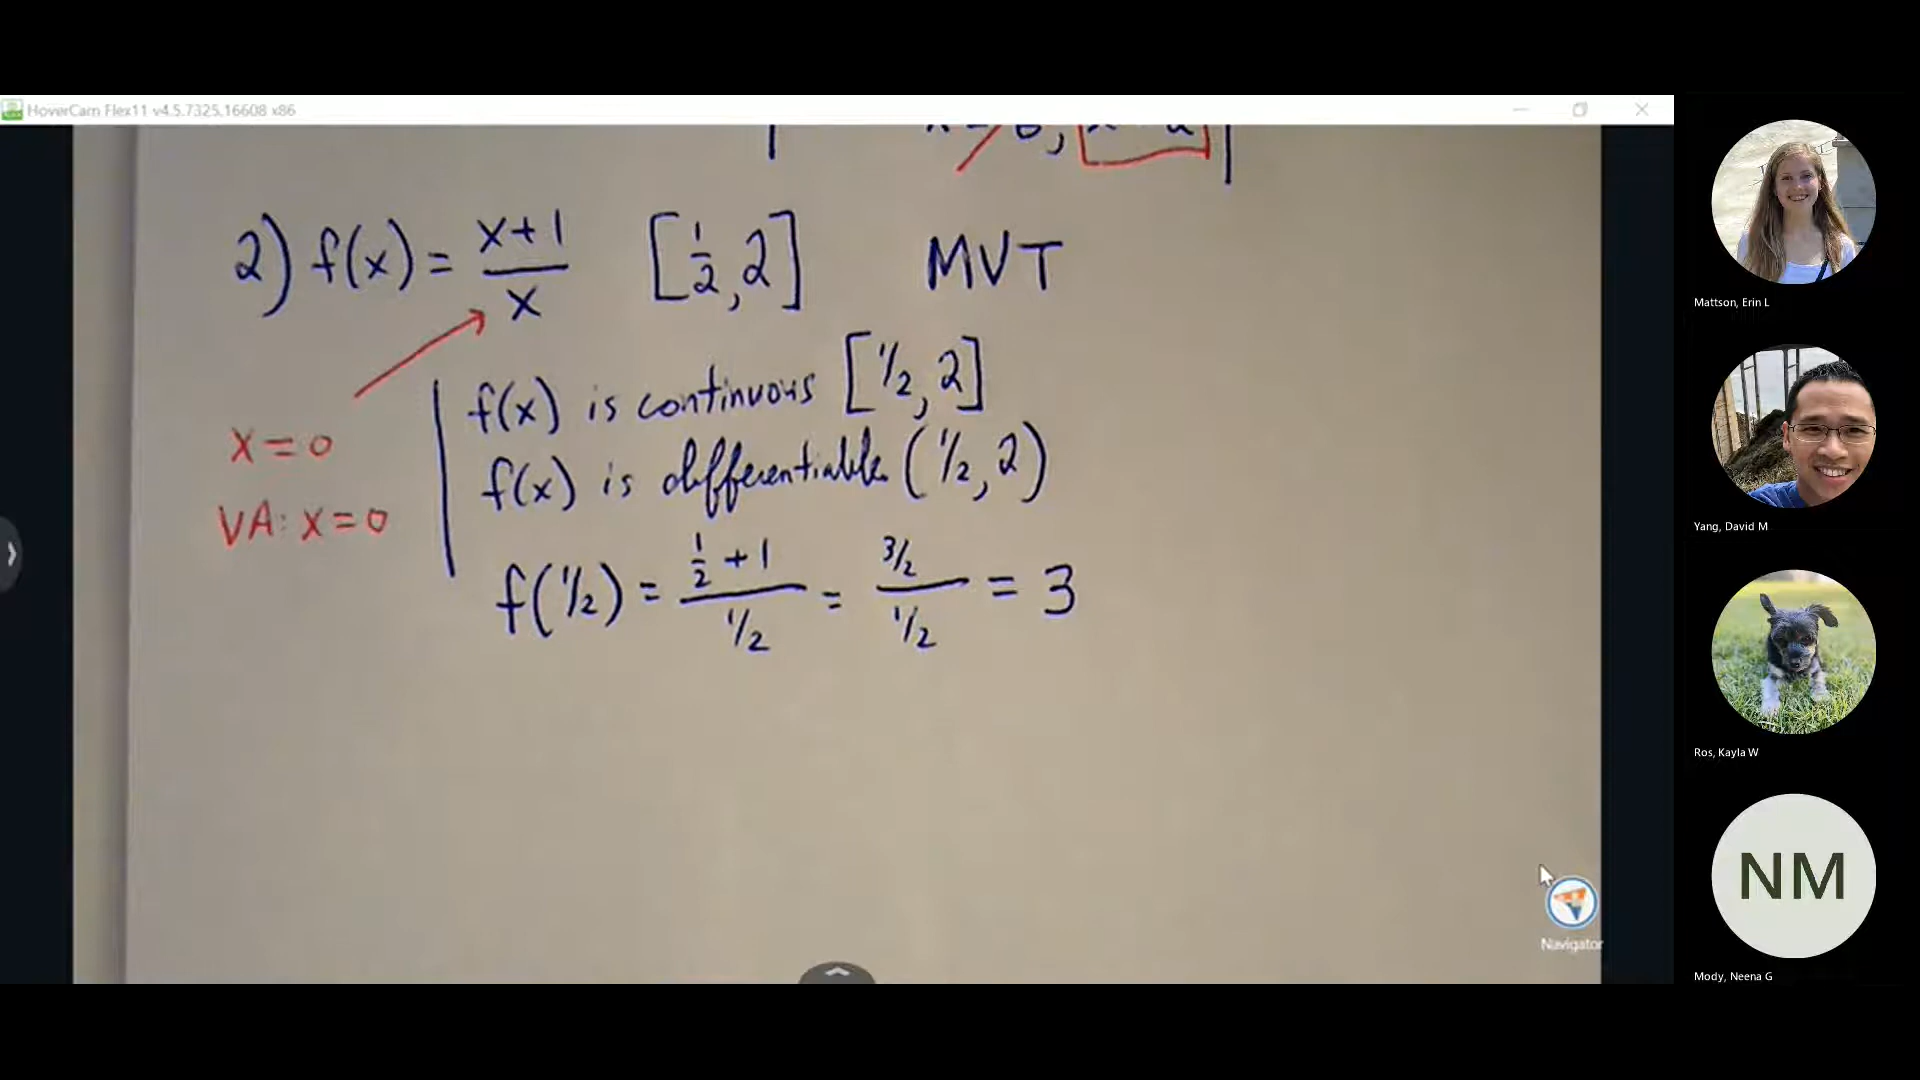 HoverCam Flex11 v4.5.7325.16608 x86
2) f(x) = x+1/x [1/2, 2] MVT
f(x) is continuous [1/2, 2]
x = 0
f(x) is differentiable (1/2, 2)
VA: x = 0
f(1/2) = 1/2 + 1 / 1/2 = 3/2 / 1/2 = 3
Navigator
Mattson, Erin L
Yang, David M
Ros, Kayla W
NM
Mody, Neena G